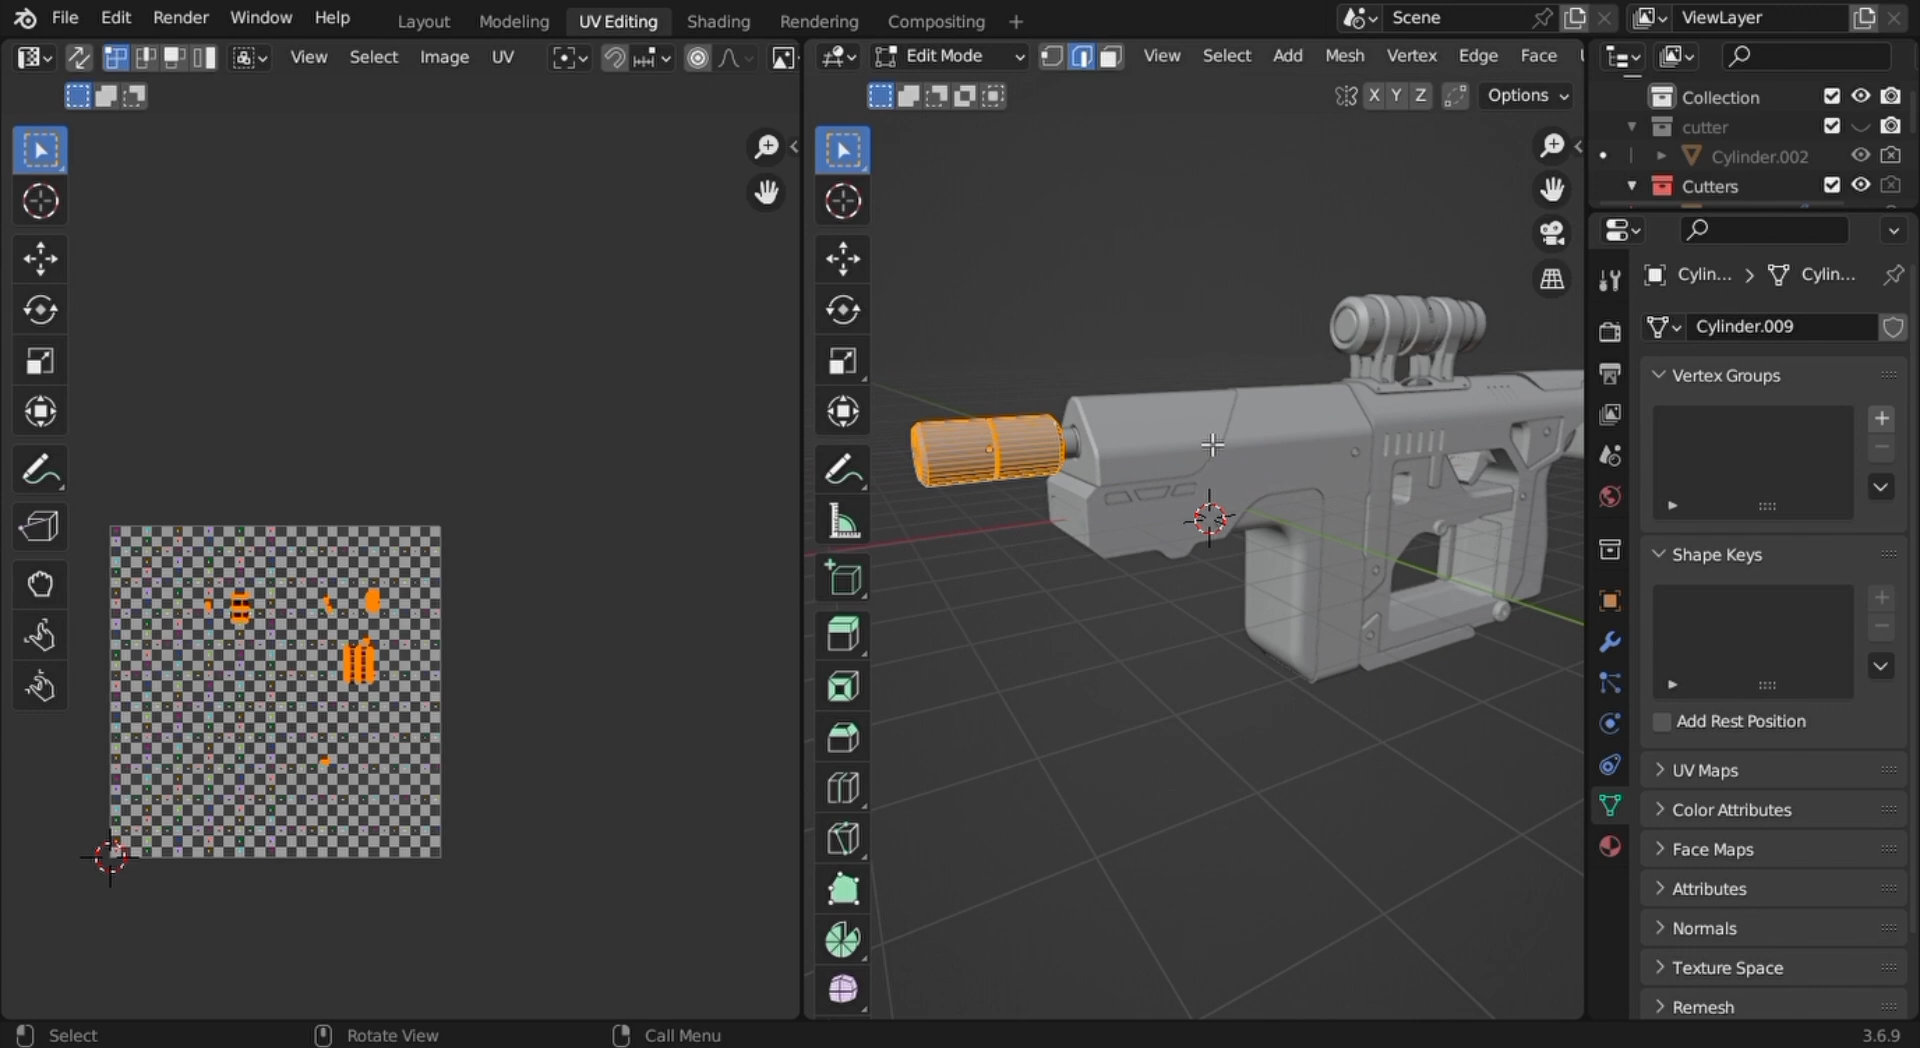 File Edit Render Window Help Layout Modeling UV Editing Shading Rendering Compositing Scene ViewLayer
View Select Image UV Edit Mode View Select Add Mesh Vertex Edge Face
X Y Z Options
Collection
cutter
Cylinder.002
Cutters
Cylin... Cylin...
Cylinder.009
Vertex Groups
Shape Keys
Add Rest Position
UV Maps
Color Attributes
Face Maps
Attributes
Normals
Texture Space
Remesh
Select Rotate View Call Menu 3.6.9